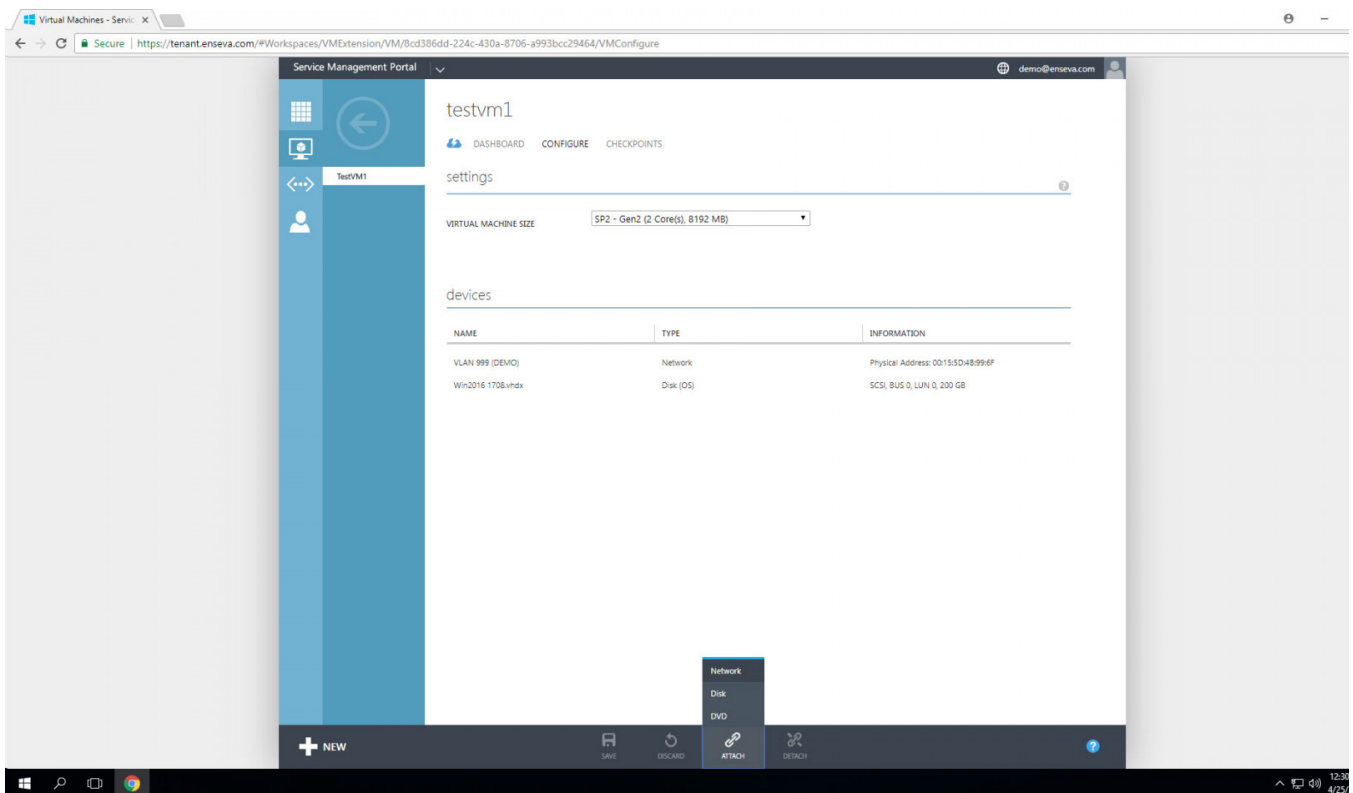 Virtual Machines - Servic
Secure | https://tenant.enseva.com/#Workspaces/VMExtension/VM/8cd386dd-224c-430a-8706-a993bcc29464/VMConfigure
Service Management Portal
demo@enseva.com
testvm1
DASHBOARD CONFIGURE CHECKPOINTS
TestVM1
settings
?
VIRTUAL MACHINE SIZE
SP2 - Gen2 (2 Core(s), 8192 MB)
devices
NAME TYPE INFORMATION
VLAN 999 (DEMO) Network Physical Address: 00:15:5D:48:99:6F
Win2016 1708.vhdx Disk (OS) SCSI, BUS 0, LUN 0, 200 GB
Network
Disk
DVD
NEW
SAVE DISCARD ATTACH DETACH
?
12:30
4/25/